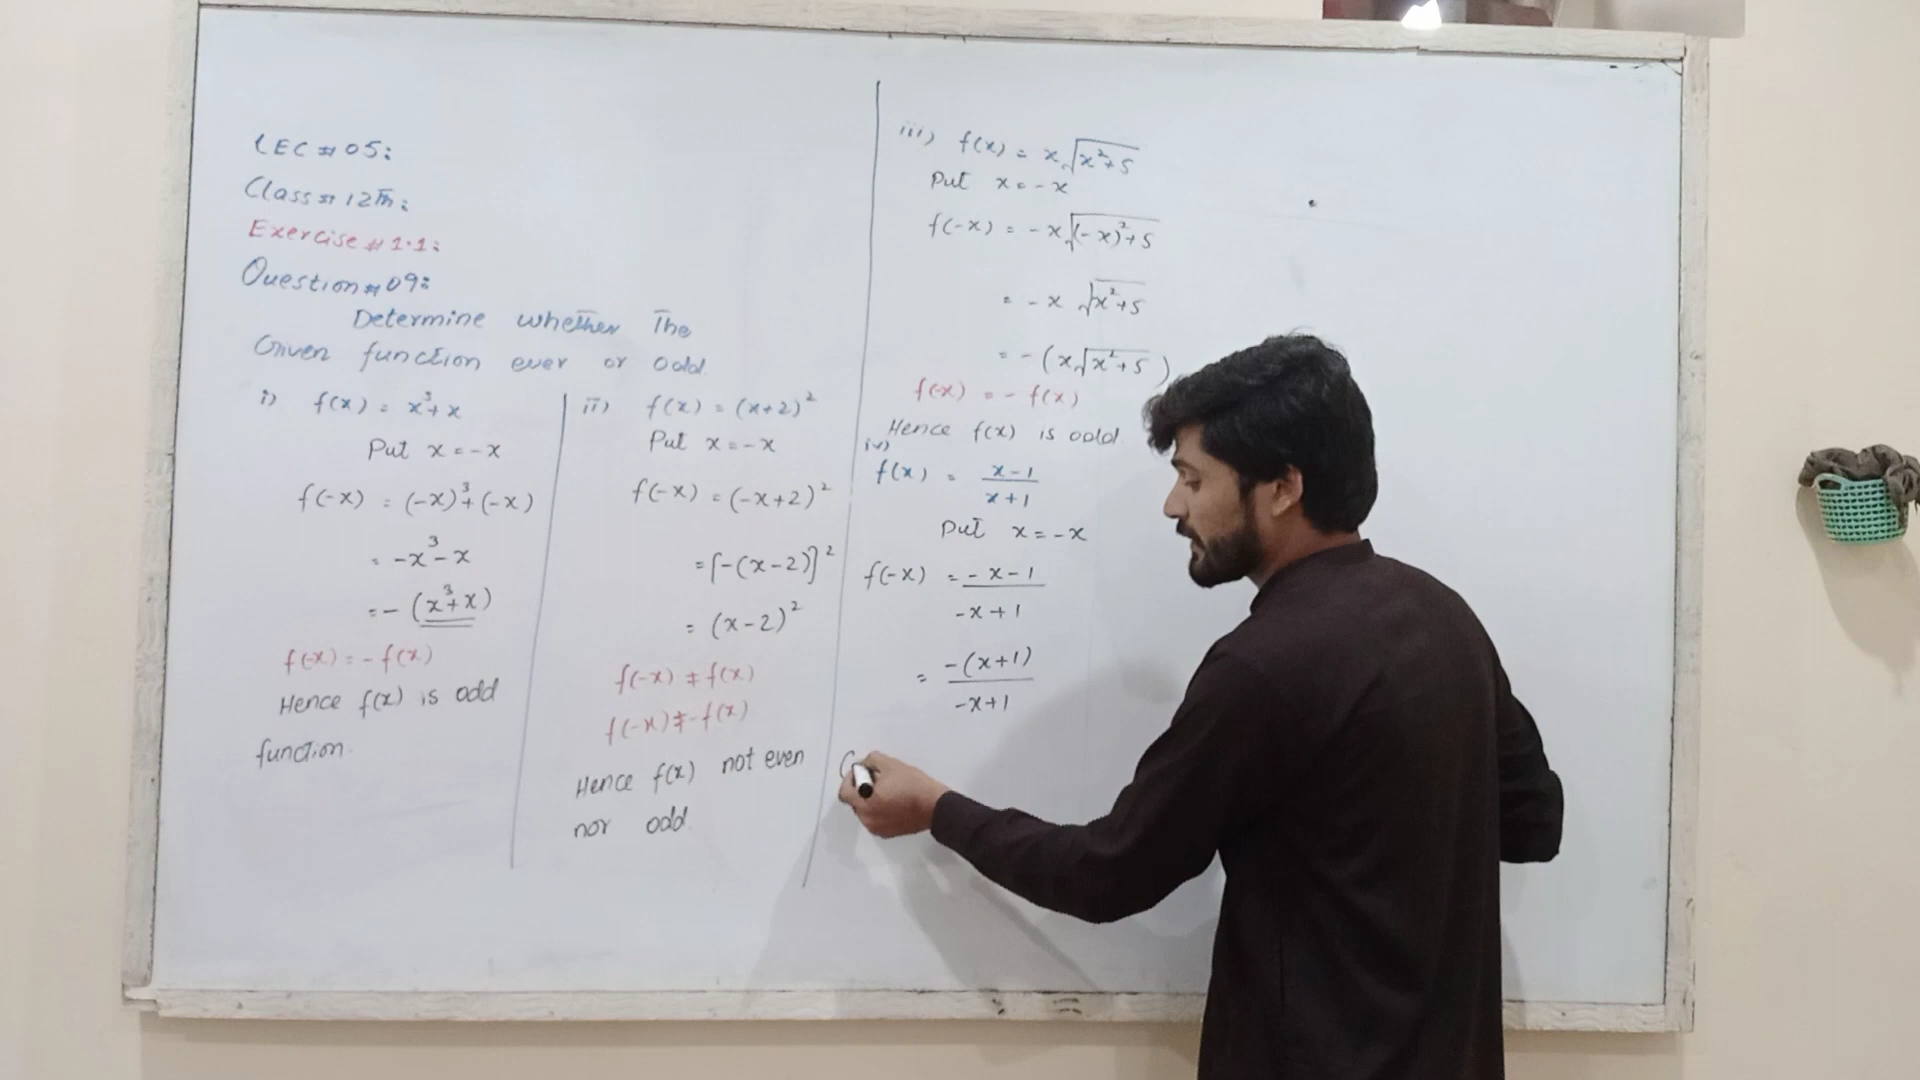 LEC # 05:
Class # 12th:
Exercise # 1.1:
Question # 09:
Determine whether The
Given function even or odd.
i) f(x) = x³+x
Put x = -x
f(-x) = (-x)³+(-x)
= -x³-x
= -(x³+x)
f(-x) = -f(x)
Hence f(x) is odd
function.
ii) f(x) = (x+2)²
Put x = -x
f(-x) = (-x+2)²
= [-(x-2)]²
= (x-2)²
f(-x) ≠ f(x)
f(-x) ≠ -f(x)
Hence f(x) not even
nor odd.
iii) f(x) = x√(x²+5)
Put x = -x
f(-x) = -x√((-x)²+5)
= -x √(x²+5)
= -(x√(x²+5))
f(-x) = -f(x)
Hence f(x) is odd.
iv)
f(x) = (x-1)/(x+1)
Put x = -x
f(-x) = (-x-1)/(-x+1)
= (-(x+1))/(-x+1)